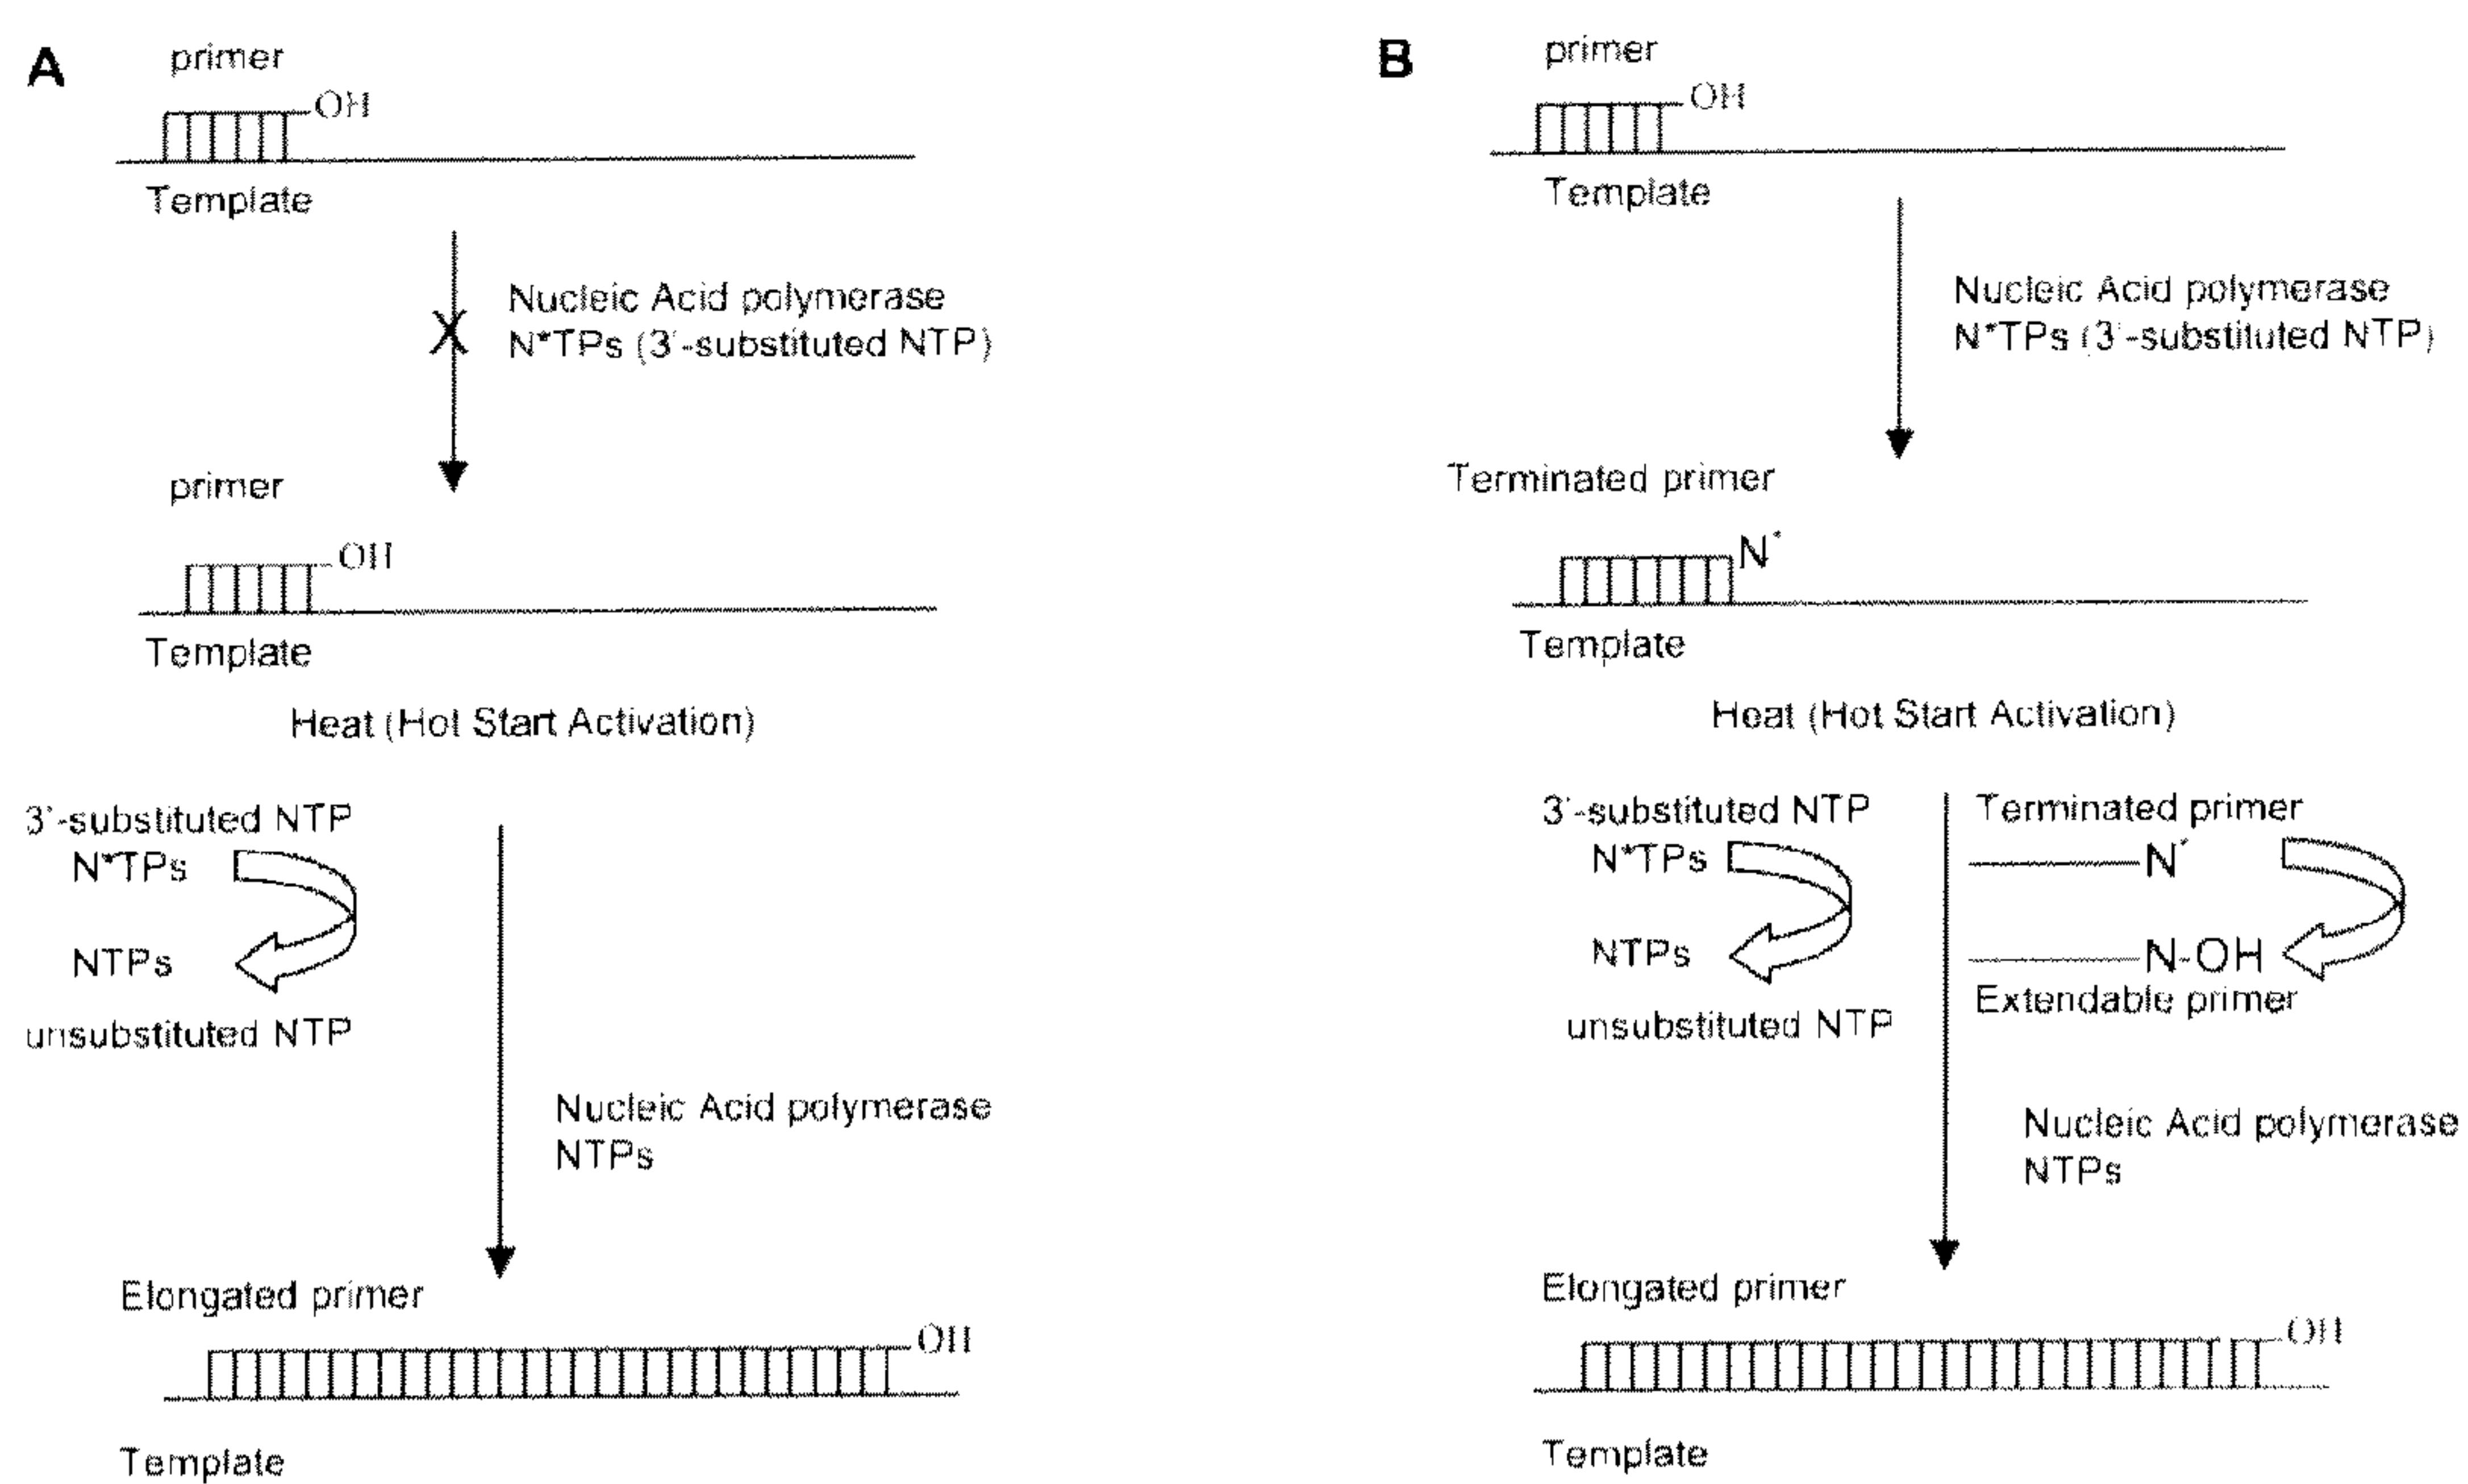 A
primer
OH
Template
Nucleic Acid polymerase
N*TPs (3'-substituted NTP)
primer
OH
Template
Heat (Hot Start Activation)
3'-substituted NTP
N*TPs
NTPs
unsubstituted NTP
Nucleic Acid polymerase
NTPs
Elongated primer
OH
Template
B
primer
OH
Template
Nucleic Acid polymerase
N*TPs (3'-substituted NTP)
Terminated primer
N*
Template
Heat (Hot Start Activation)
3'-substituted NTP
N*TPs
NTPs
unsubstituted NTP
Terminated primer
N*
N-OH
Extendable primer
Nucleic Acid polymerase
NTPs
Elongated primer
OH
Template